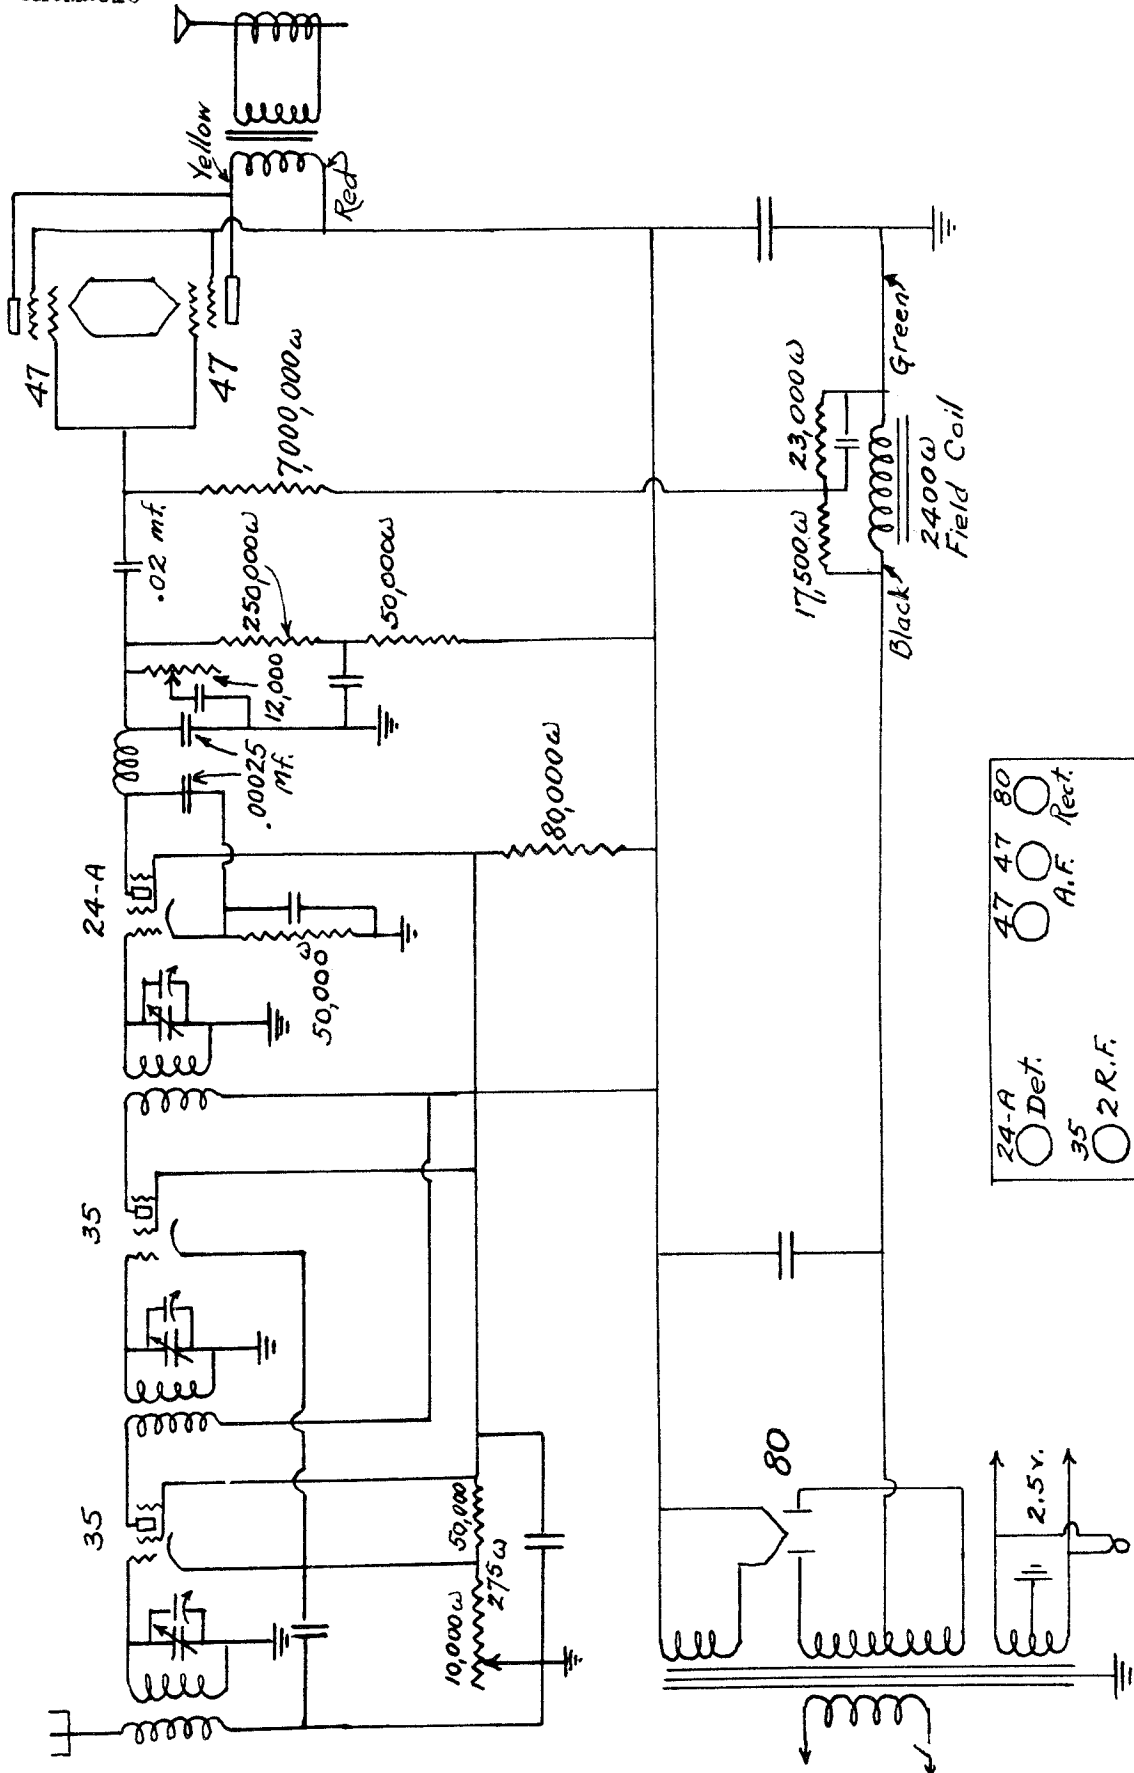 35
35
24-A
47
47
Yellow
Red
.00025
Mf.
12,000
.02 mf.
250,000ω
50,000ω
7,000,000ω
50,000
ω
80,000ω
10,000ω
50,000
275ω
80
2.5v.
17,500ω
23,000ω
Black
Green
2400ω
Field Coil
24-A
Det.
35
2 R.F.
47 47 80
A.F. Rect.